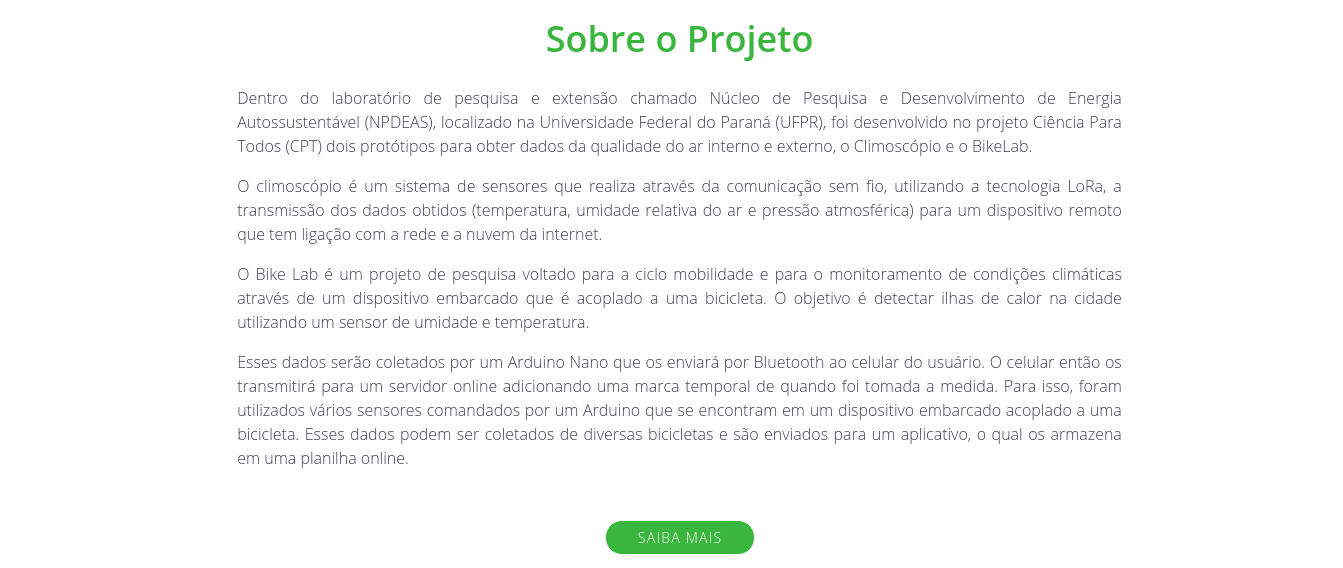 Sobre o Projeto
Dentro do laboratório de pesquisa e extensão chamado Núcleo de Pesquisa e Desenvolvimento de Energia
Autossustentável (NPDEAS), localizado na Universidade Federal do Paraná (UFPR), foi desenvolvido no projeto Ciência Para
Todos (CPT) dois protótipos para obter dados da qualidade do ar interno e externo, o Climoscópio e o BikeLab.
O climoscópio é um sistema de sensores que realiza através da comunicação sem fio, utilizando a tecnologia LoRa, a
transmissão dos dados obtidos (temperatura, umidade relativa do ar e pressão atmosférica) para um dispositivo remoto
que tem ligação com a rede e a nuvem da internet.
O Bike Lab é um projeto de pesquisa voltado para a ciclo mobilidade e para o monitoramento de condições climáticas
através de um dispositivo embarcado que é acoplado a uma bicicleta. O objetivo é detectar ilhas de calor na cidade
utilizando um sensor de umidade e temperatura.
Esses dados serão coletados por um Arduino Nano que os enviará por Bluetooth ao celular do usuário. O celular então os
transmitirá para um servidor online adicionando uma marca temporal de quando foi tomada a medida. Para isso, foram
utilizados vários sensores comandados por um Arduino que se encontram em um dispositivo embarcado acoplado a uma
bicicleta. Esses dados podem ser coletados de diversas bicicletas e são enviados para um aplicativo, o qual os armazena
em uma planilha online.
SAIBA MAIS